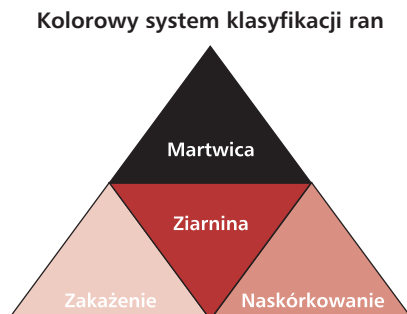 Kolorowy system klasyfikacji ran
Martwica
Ziarnina
Zakażenie
Naskórkowanie